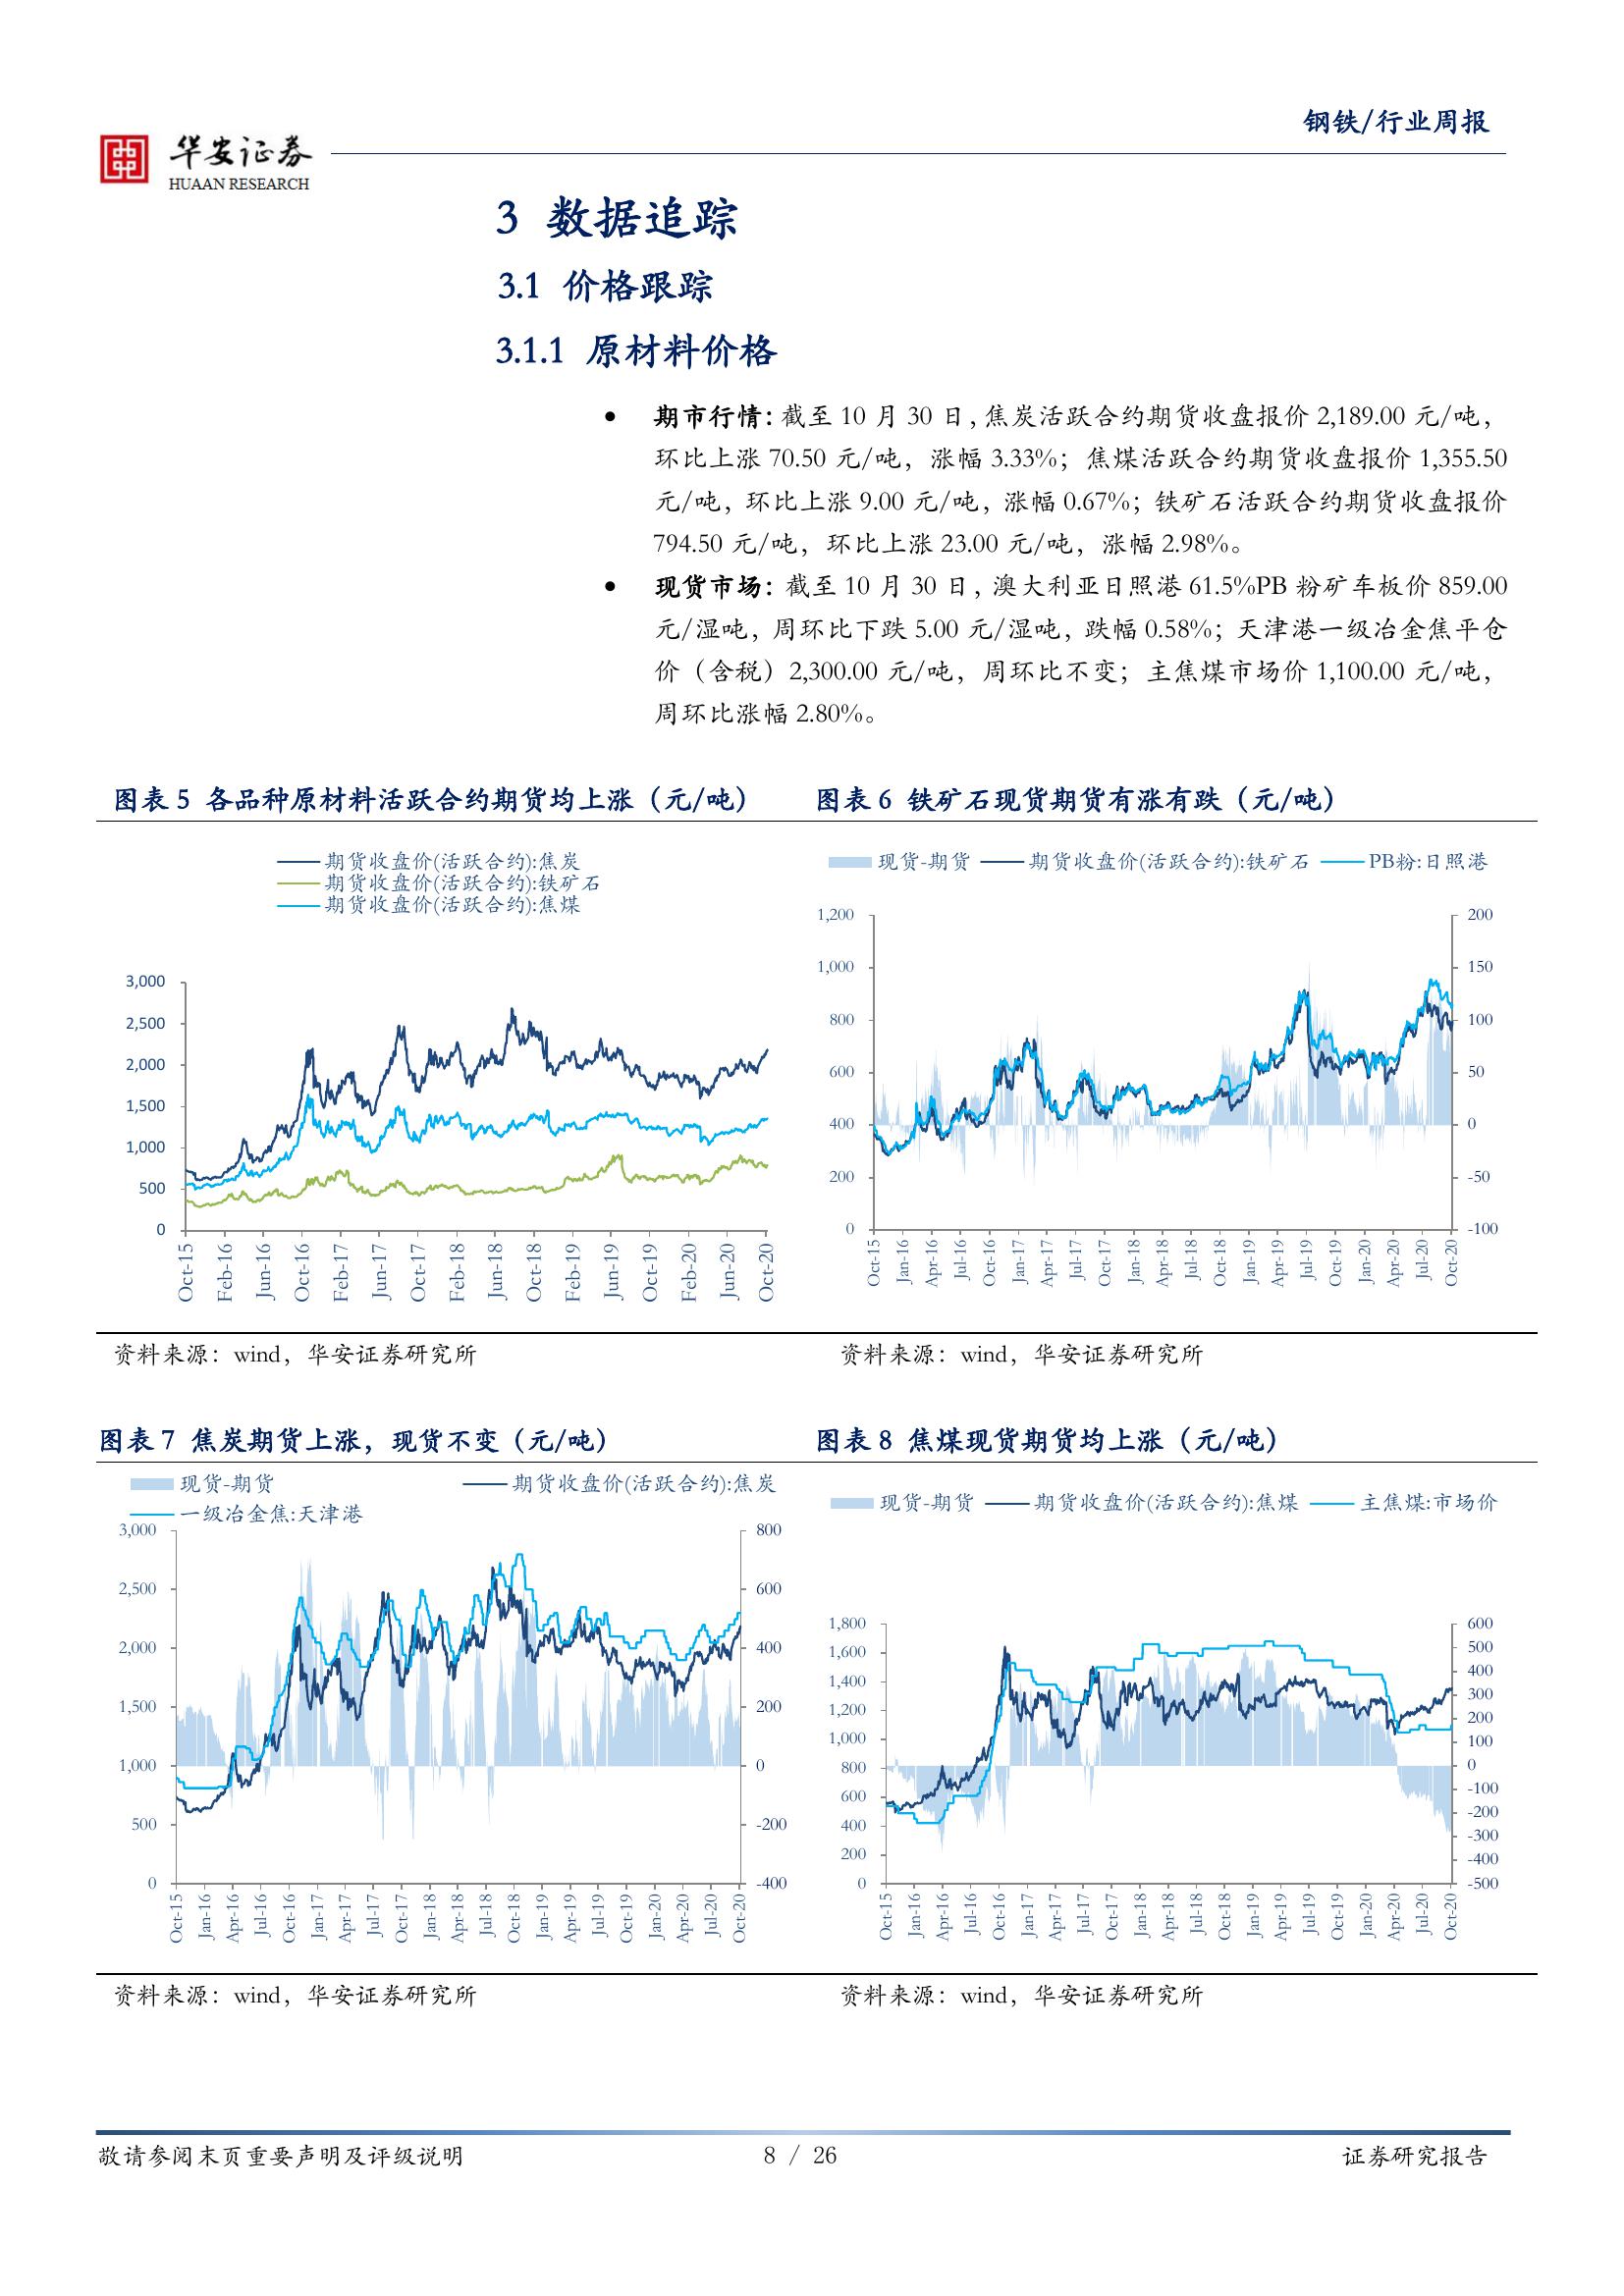 钢铁/行业周报
华安证券
HUAAN RESEARCH
3 数据追踪
3.1 价格跟踪
3.1.1 原材料价格
• 期市行情：截至 10 月 30 日，焦炭活跃合约期货收盘报价 2,189.00 元/吨，
环比上涨 70.50 元/吨，涨幅 3.33%；焦煤活跃合约期货收盘报价 1,355.50
元/吨，环比上涨 9.00 元/吨，涨幅 0.67%；铁矿石活跃合约期货收盘报价
794.50 元/吨，环比上涨 23.00 元/吨，涨幅 2.98%。
• 现货市场：截至 10 月 30 日，澳大利亚日照港 61.5%PB 粉矿车板价 859.00
元/湿吨，周环比下跌 5.00 元/湿吨，跌幅 0.58%；天津港一级冶金焦平仓
价（含税）2,300.00 元/吨，周环比不变；主焦煤市场价 1,100.00 元/吨，
周环比涨幅 2.80%。
图表 5 各品种原材料活跃合约期货均上涨（元/吨）
期货收盘价(活跃合约):焦炭
期货收盘价(活跃合约):铁矿石
期货收盘价(活跃合约):焦煤
3,000
2,500
2,000
1,500
1,000
500
0
Oct-15 Feb-16 Jun-16 Oct-16 Feb-17 Jun-17 Oct-17 Feb-18 Jun-18 Oct-18 Feb-19 Jun-19 Oct-19 Feb-20 Jun-20 Oct-20
资料来源：wind，华安证券研究所
图表 6 铁矿石现货期货有涨有跌（元/吨）
现货-期货 期货收盘价(活跃合约):铁矿石 PB粉:日照港
1,200 200
1,000 150
800 100
600 50
400 0
200 -50
0 -100
Oct-15 Jan-16 Apr-16 Jul-16 Oct-16 Jan-17 Apr-17 Jul-17 Oct-17 Jan-18 Apr-18 Jul-18 Oct-18 Jan-19 Apr-19 Jul-19 Oct-19 Jan-20 Apr-20 Jul-20 Oct-20
资料来源：wind，华安证券研究所
图表 7 焦炭期货上涨，现货不变（元/吨）
现货-期货 期货收盘价(活跃合约):焦炭
一级冶金焦:天津港
3,000 800
2,500 600
2,000 400
1,500 200
1,000 0
500 -200
0 -400
Oct-15 Jan-16 Apr-16 Jul-16 Oct-16 Jan-17 Apr-17 Jul-17 Oct-17 Jan-18 Apr-18 Jul-18 Oct-18 Jan-19 Apr-19 Jul-19 Oct-19 Jan-20 Apr-20 Jul-20 Oct-20
资料来源：wind，华安证券研究所
图表 8 焦煤现货期货均上涨（元/吨）
现货-期货 期货收盘价(活跃合约):焦煤 主焦煤:市场价
1,800
1,600
1,400
1,200
1,000
800
600
400
200
0
600
500
400
300
200
100
0
-100
-200
-300
-400
-500
Oct-15 Jan-16 Apr-16 Jul-16 Oct-16 Jan-17 Apr-17 Jul-17 Oct-17 Jan-18 Apr-18 Jul-18 Oct-18 Jan-19 Apr-19 Jul-19 Oct-19 Jan-20 Apr-20 Jul-20 Oct-20
资料来源：wind，华安证券研究所
敬请参阅末页重要声明及评级说明 8 / 26 证券研究报告